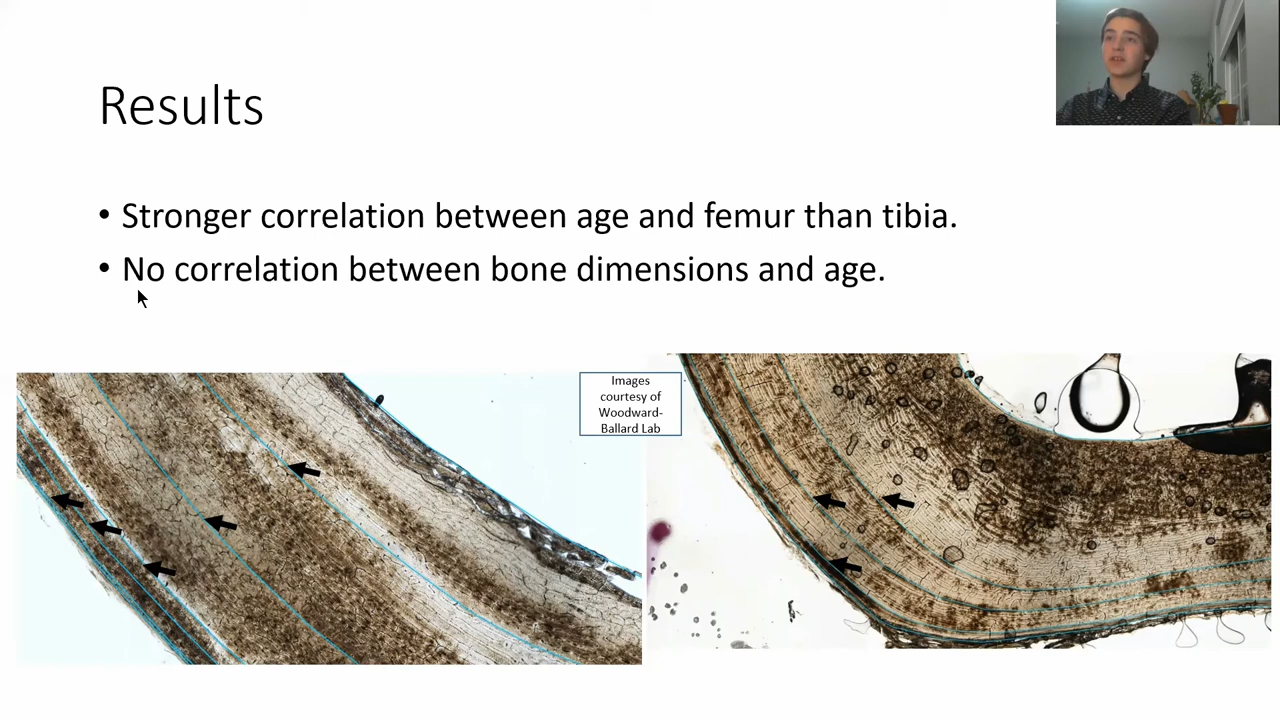 Results
• Stronger correlation between age and femur than tibia.
• No correlation between bone dimensions and age.
Images
courtesy of
Woodward-
Ballard Lab